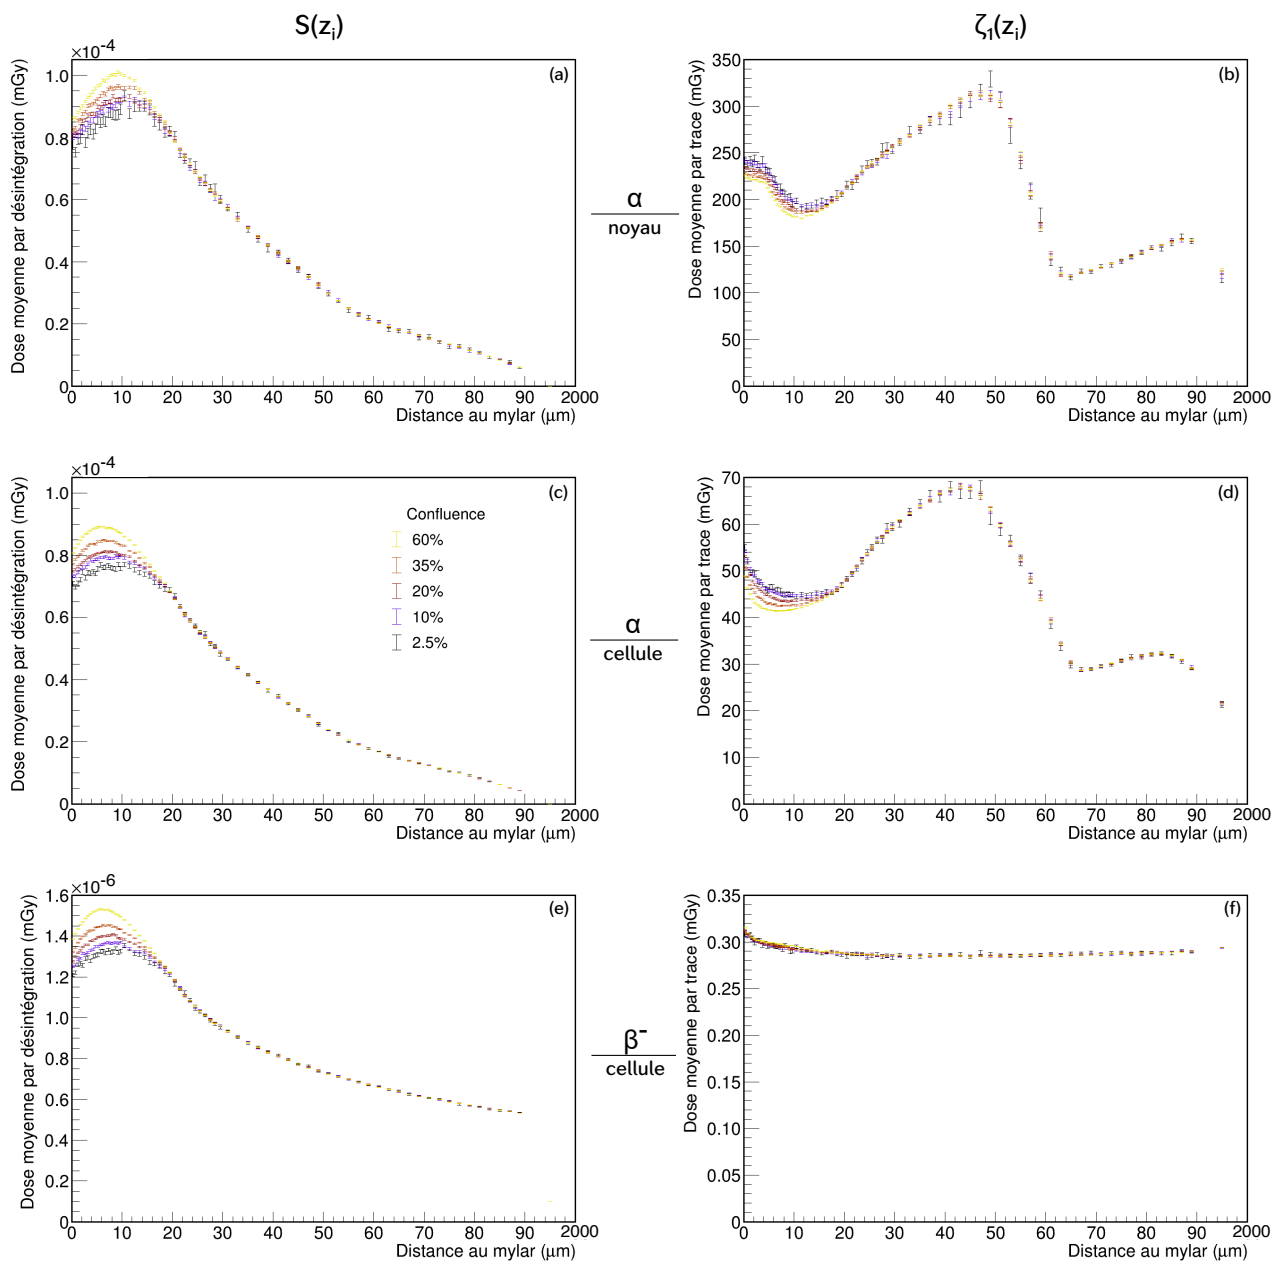 S(zi)
ζ1(zi)
×10-4
(a)
Dose moyenne par désintégration (mGy)
1.0
0.8
0.6
0.4
0.2
0
0 10 20 30 40 50 60 70 80 90 2000
Distance au mylar (μm)
α
noyau
(b)
Dose moyenne par trace (mGy)
350
300
250
200
150
100
50
0
0 10 20 30 40 50 60 70 80 90 2000
Distance au mylar (μm)
×10-4
(c)
Dose moyenne par désintégration (mGy)
1.0
0.8
0.6
0.4
0.2
0
Confluence
60%
35%
20%
10%
2.5%
0 10 20 30 40 50 60 70 80 90 2000
Distance au mylar (μm)
α
cellule
(d)
Dose moyenne par trace (mGy)
70
60
50
40
30
20
10
0
0 10 20 30 40 50 60 70 80 90 2000
Distance au mylar (μm)
×10-6
(e)
Dose moyenne par désintégration (mGy)
1.6
1.4
1.2
1.0
0.8
0.6
0.4
0.2
0
0 10 20 30 40 50 60 70 80 90 2000
Distance au mylar (μm)
β-
cellule
(f)
Dose moyenne par trace (mGy)
0.35
0.30
0.25
0.20
0.15
0.10
0.05
0
0 10 20 30 40 50 60 70 80 90 2000
Distance au mylar (μm)